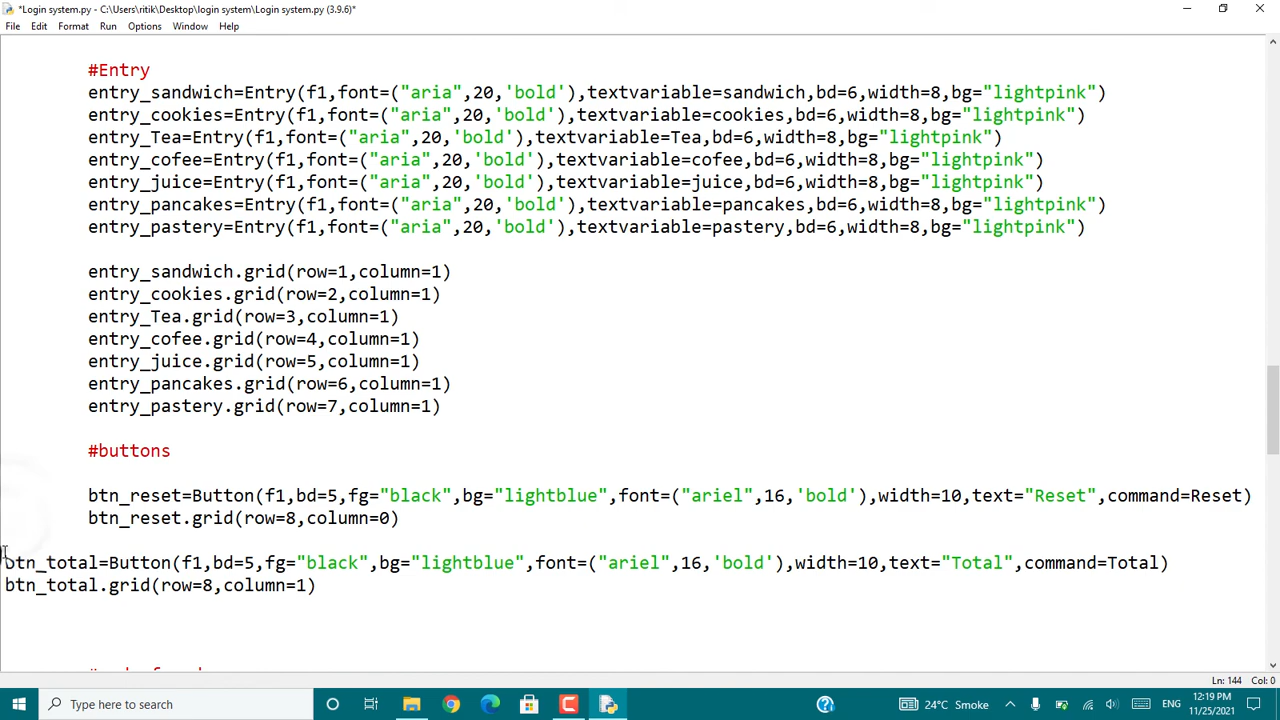 *Login system.py - C:\Users\ritik\Desktop\login system\Login system.py (3.9.6)*
File Edit Format Run Options Window Help
#Entry
entry_sandwich=Entry(f1,font=("aria",20,'bold'),textvariable=sandwich,bd=6,width=8,bg="lightpink")
entry_cookies=Entry(f1,font=("aria",20,'bold'),textvariable=cookies,bd=6,width=8,bg="lightpink")
entry_Tea=Entry(f1,font=("aria",20,'bold'),textvariable=Tea,bd=6,width=8,bg="lightpink")
entry_cofee=Entry(f1,font=("aria",20,'bold'),textvariable=cofee,bd=6,width=8,bg="lightpink")
entry_juice=Entry(f1,font=("aria",20,'bold'),textvariable=juice,bd=6,width=8,bg="lightpink")
entry_pancakes=Entry(f1,font=("aria",20,'bold'),textvariable=pancakes,bd=6,width=8,bg="lightpink")
entry_pastery=Entry(f1,font=("aria",20,'bold'),textvariable=pastery,bd=6,width=8,bg="lightpink")
entry_sandwich.grid(row=1,column=1)
entry_cookies.grid(row=2,column=1)
entry_Tea.grid(row=3,column=1)
entry_cofee.grid(row=4,column=1)
entry_juice.grid(row=5,column=1)
entry_pancakes.grid(row=6,column=1)
entry_pastery.grid(row=7,column=1)
#buttons
btn_reset=Button(f1,bd=5,fg="black",bg="lightblue",font=("ariel",16,'bold'),width=10,text="Reset",command=Reset)
btn_reset.grid(row=8,column=0)
btn_total=Button(f1,bd=5,fg="black",bg="lightblue",font=("ariel",16,'bold'),width=10,text="Total",command=Total)
btn_total.grid(row=8,column=1)
Ln: 144 Col: 0
Type here to search
24°C Smoke
ENG
12:19 PM
11/25/2021